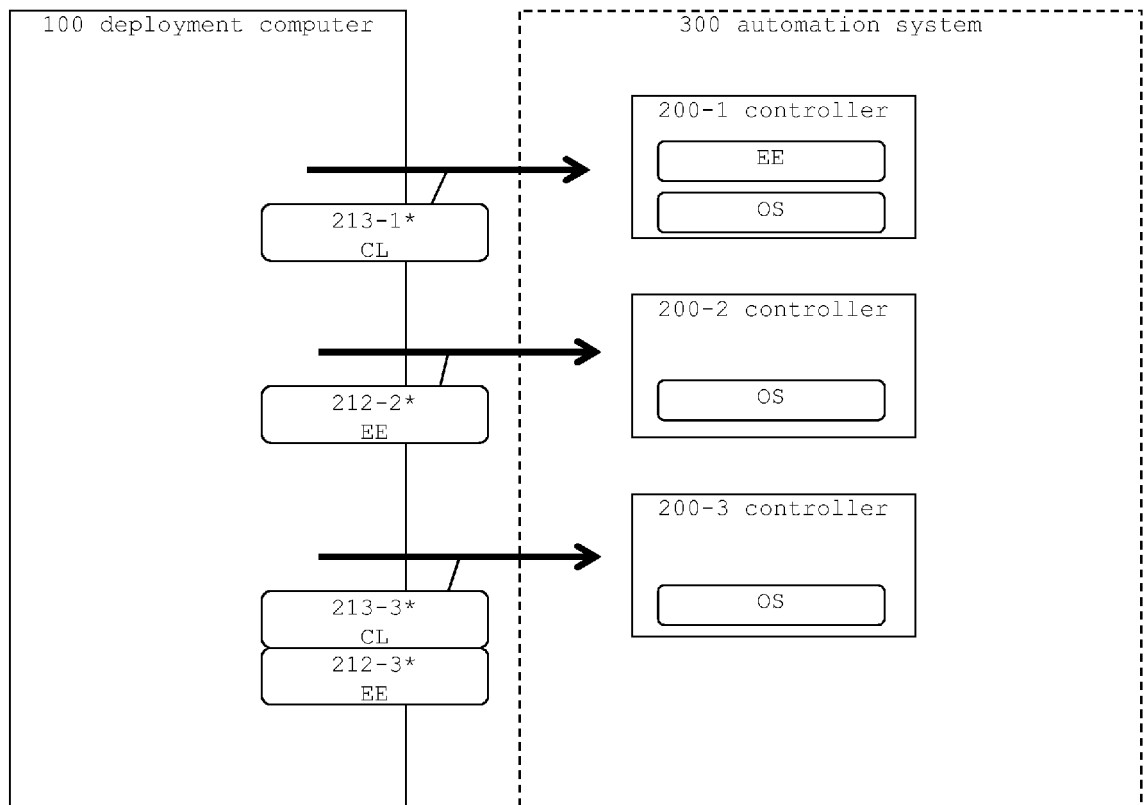 100 deployment computer
300 automation system
200-1 controller
EE
OS
213-1*
CL
200-2 controller
OS
212-2*
EE
200-3 controller
OS
213-3*
CL
212-3*
EE